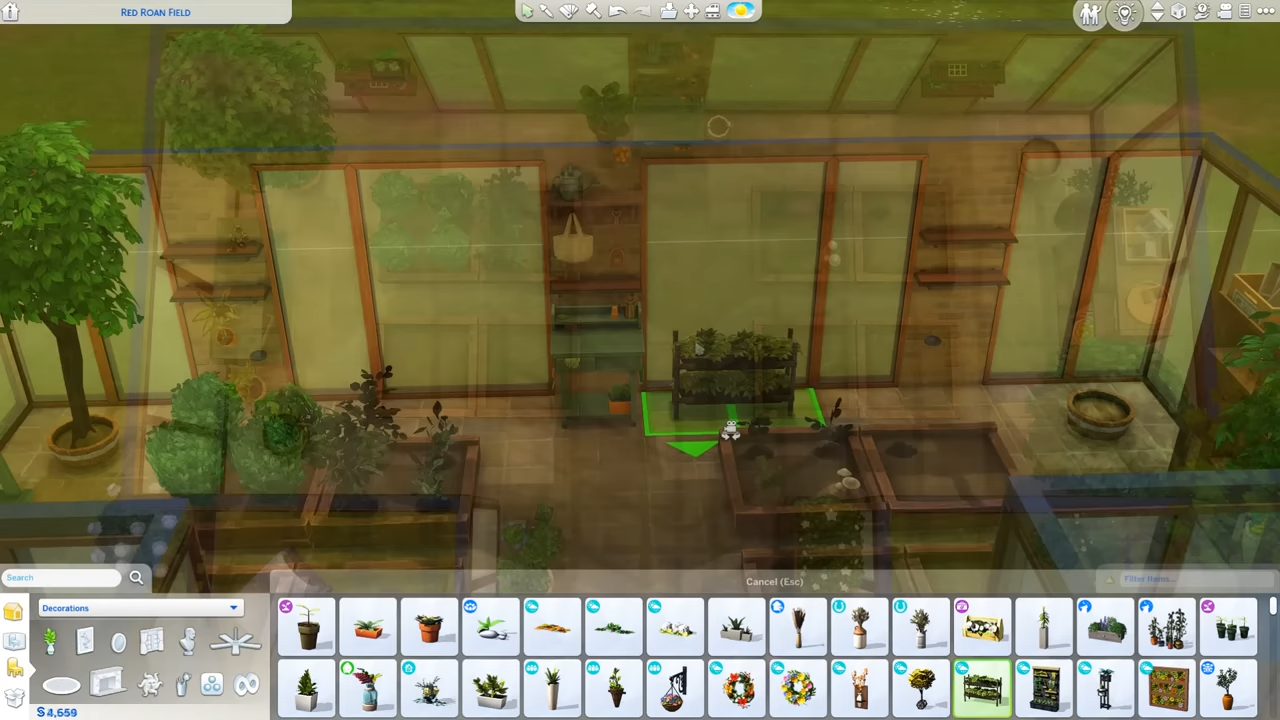 RED ROAN FIELD
Cancel (Esc)
Search
Filter Items...
Decorations
$4,659